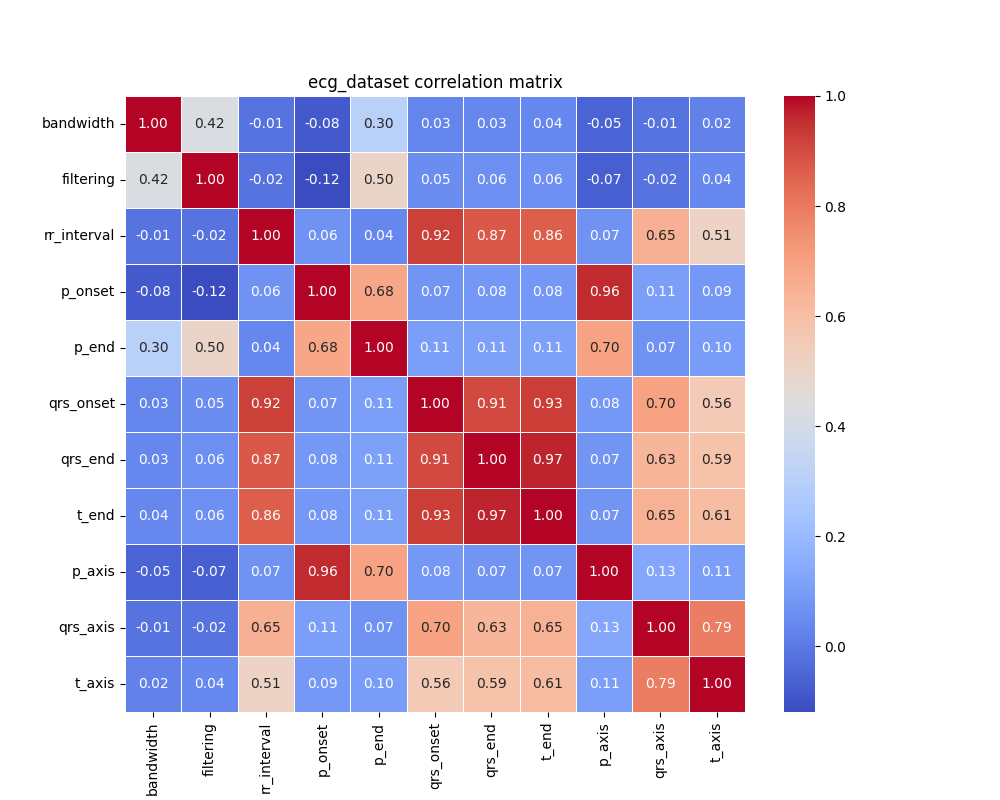 ecg_dataset correlation matrix
bandwidth 1.00 0.42 -0.01 -0.08 0.30 0.03 0.03 0.04 -0.05 -0.01 0.02
filtering 0.42 1.00 -0.02 -0.12 0.50 0.05 0.06 0.06 -0.07 -0.02 0.04
rr_interval -0.01 -0.02 1.00 0.06 0.04 0.92 0.87 0.86 0.07 0.65 0.51
p_onset -0.08 -0.12 0.06 1.00 0.68 0.07 0.08 0.08 0.96 0.11 0.09
p_end 0.30 0.50 0.04 0.68 1.00 0.11 0.11 0.11 0.70 0.07 0.10
qrs_onset 0.03 0.05 0.92 0.07 0.11 1.00 0.91 0.93 0.08 0.70 0.56
qrs_end 0.03 0.06 0.87 0.08 0.11 0.91 1.00 0.97 0.07 0.63 0.59
t_end 0.04 0.06 0.86 0.08 0.11 0.93 0.97 1.00 0.07 0.65 0.61
p_axis -0.05 -0.07 0.07 0.96 0.70 0.08 0.07 0.07 1.00 0.13 0.11
qrs_axis -0.01 -0.02 0.65 0.11 0.07 0.70 0.63 0.65 0.13 1.00 0.79
t_axis 0.02 0.04 0.51 0.09 0.10 0.56 0.59 0.61 0.11 0.79 1.00
bandwidth filtering rr_interval p_onset p_end qrs_onset qrs_end t_end p_axis qrs_axis t_axis
1.0
0.8
0.6
0.4
0.2
0.0